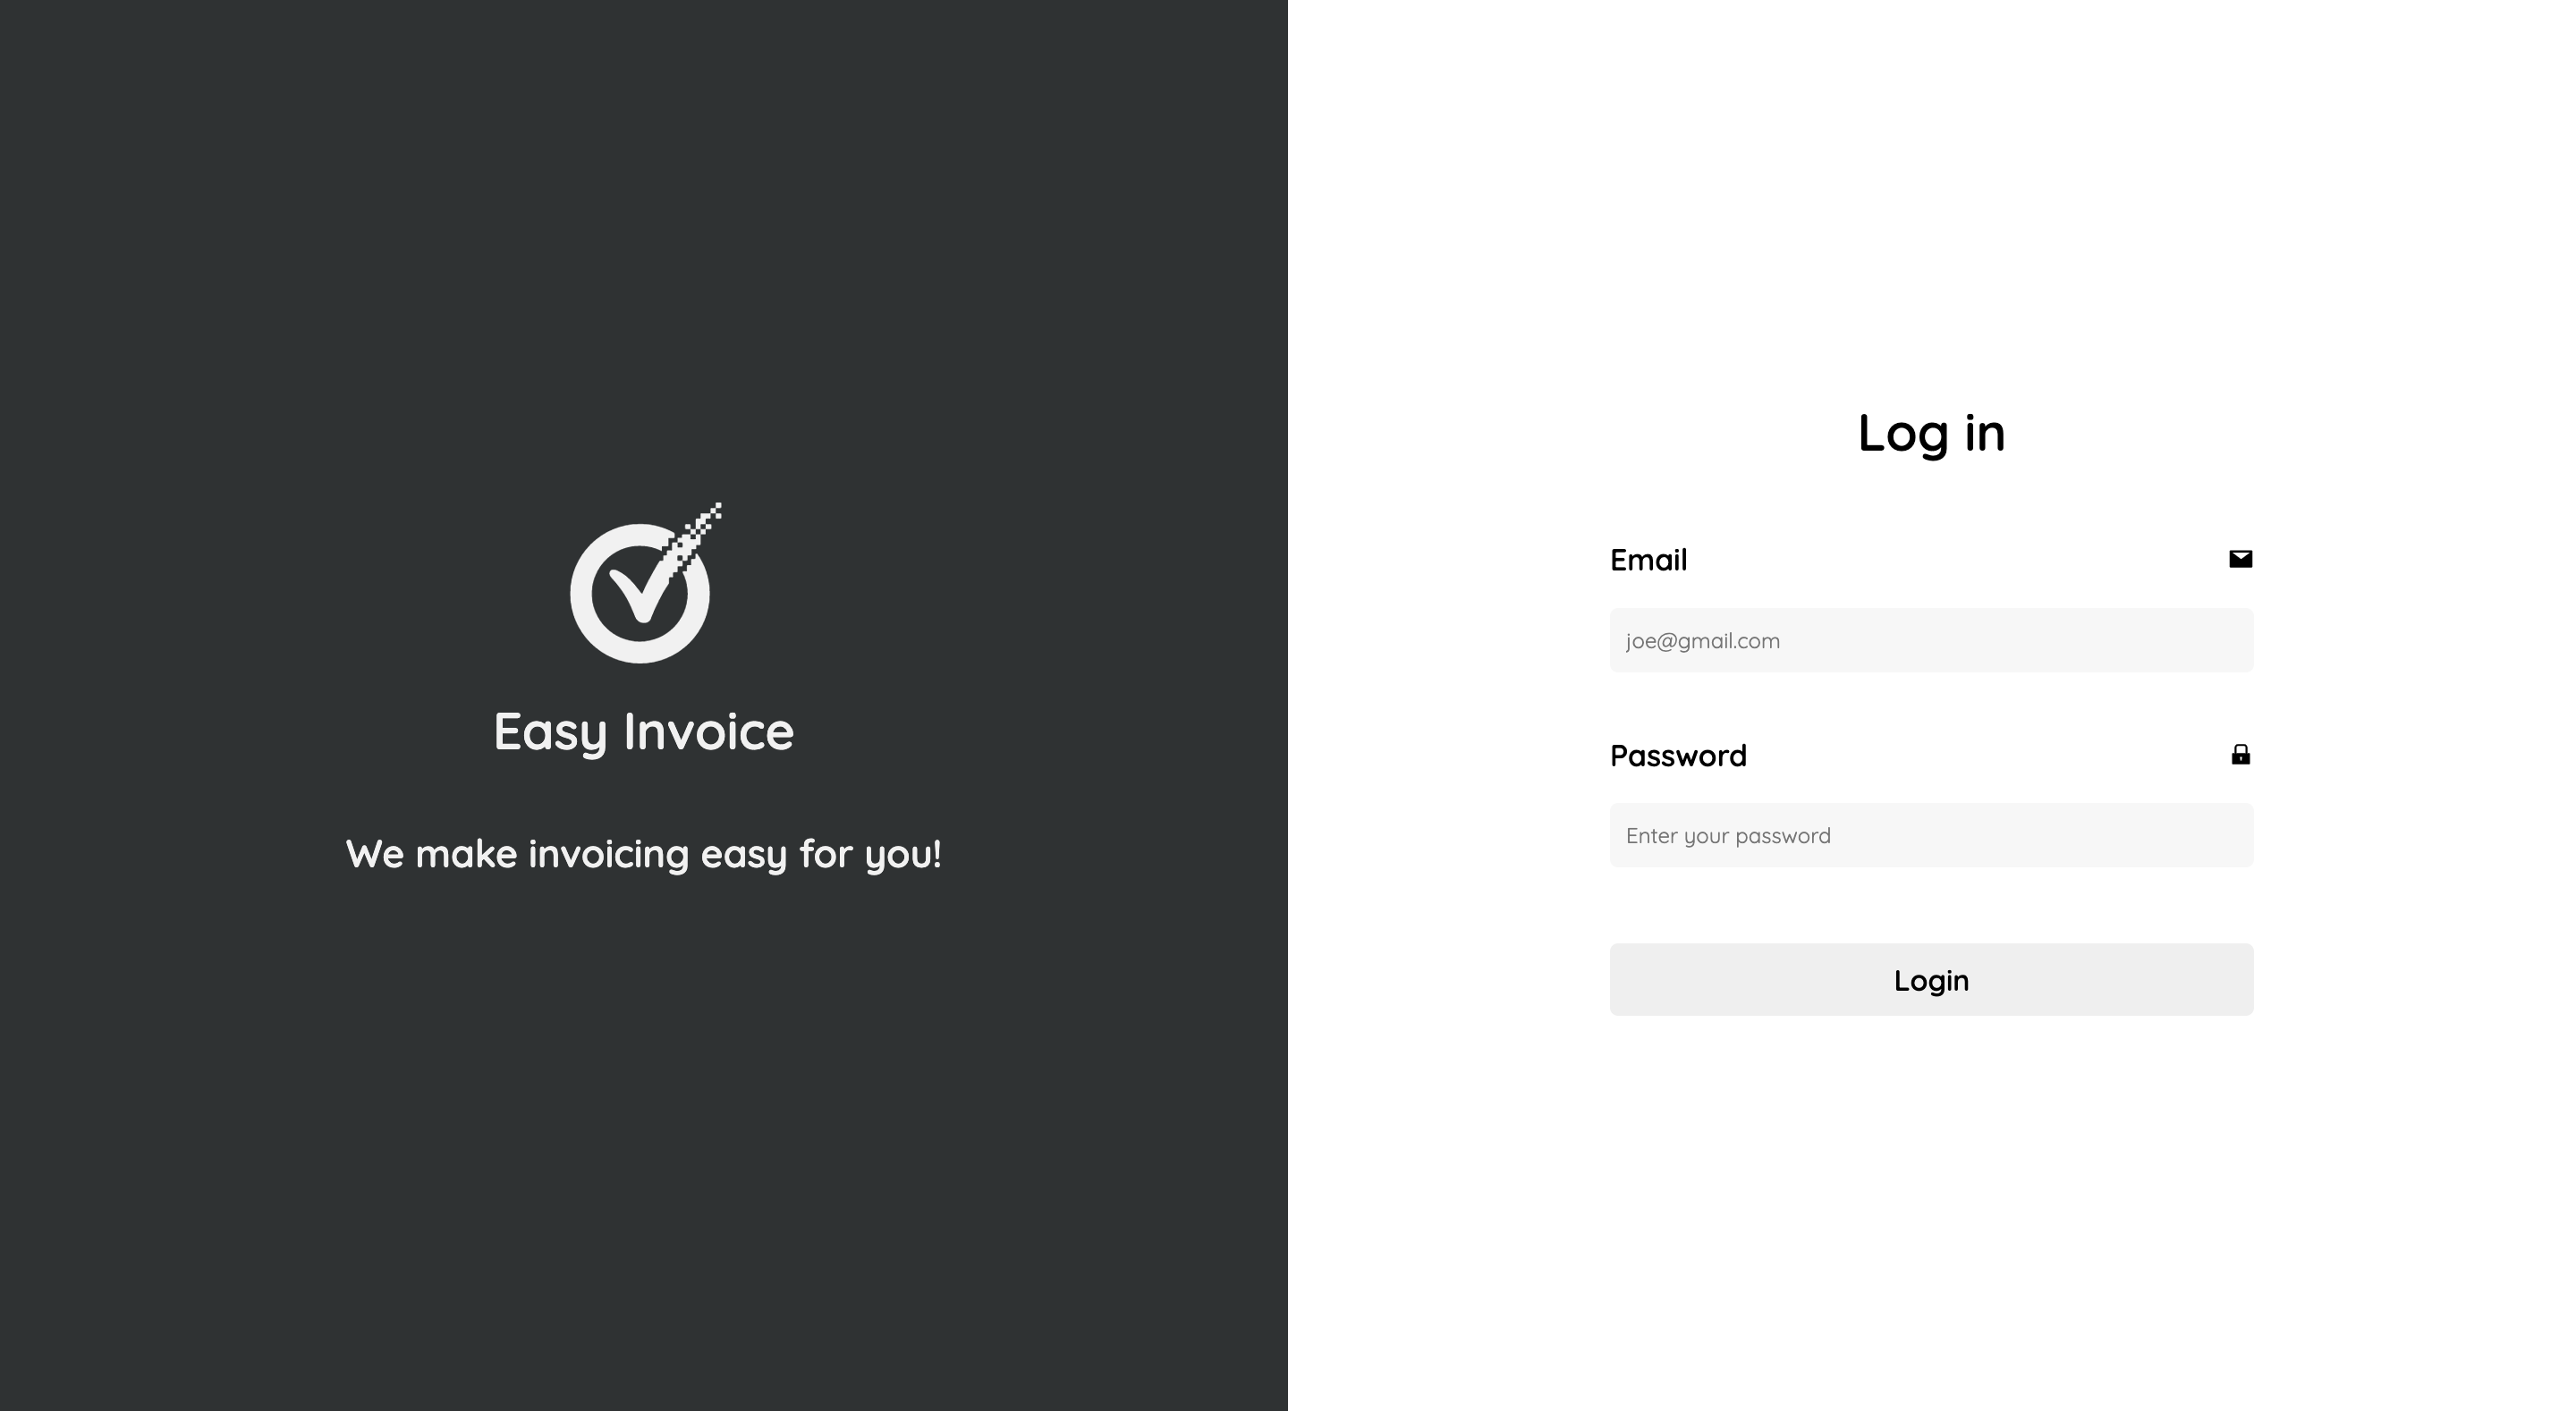 Easy Invoice
We make invoicing easy for you!
Log in
Email
joe@gmail.com
Password
Enter your password
Login